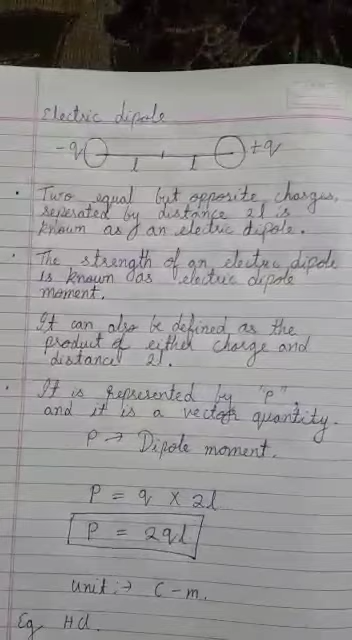 Electric dipole
-q +q
l l
• Two equal but opposite charges,
seperated by distance 2l is
known as an electric dipole.
• The strength of an electric dipole
is known as electric dipole
moment.
It can also be defined as the
product of either charge and
distance 2l.
• It is represented by "p",
and it is a vector quantity.
P → Dipole moment.
P = q × 2l
P = 2ql
Unit :→ C-m.
Eg HCl.